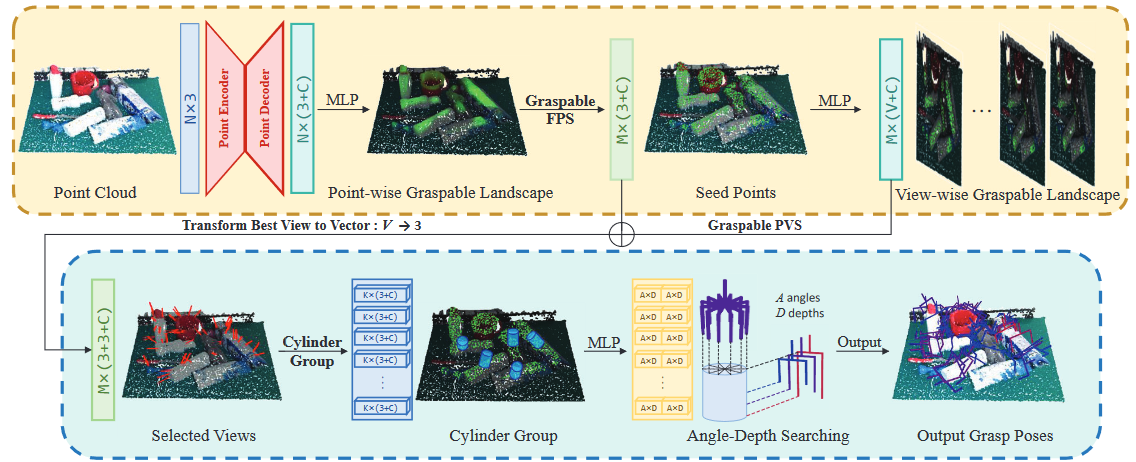 N×3
Point Encoder
Point Decoder
N×(3+C)
MLP
Graspable
FPS
M×(3+C)
MLP
M×(V+C)
...
Point Cloud
Point-wise Graspable Landscape
Seed Points
View-wise Graspable Landscape
Transform Best View to Vector : V → 3
Graspable PVS
M×(3+3+C)
Cylinder
Group
K×(3+C)
K×(3+C)
K×(3+C)
K×(3+C)
⋮
K×(3+C)
MLP
A×D A×D
A×D A×D
A×D A×D
A×D A×D
⋮
A×D A×D
A angles
D depths
Output
Selected Views
Cylinder Group
Angle-Depth Searching
Output Grasp Poses